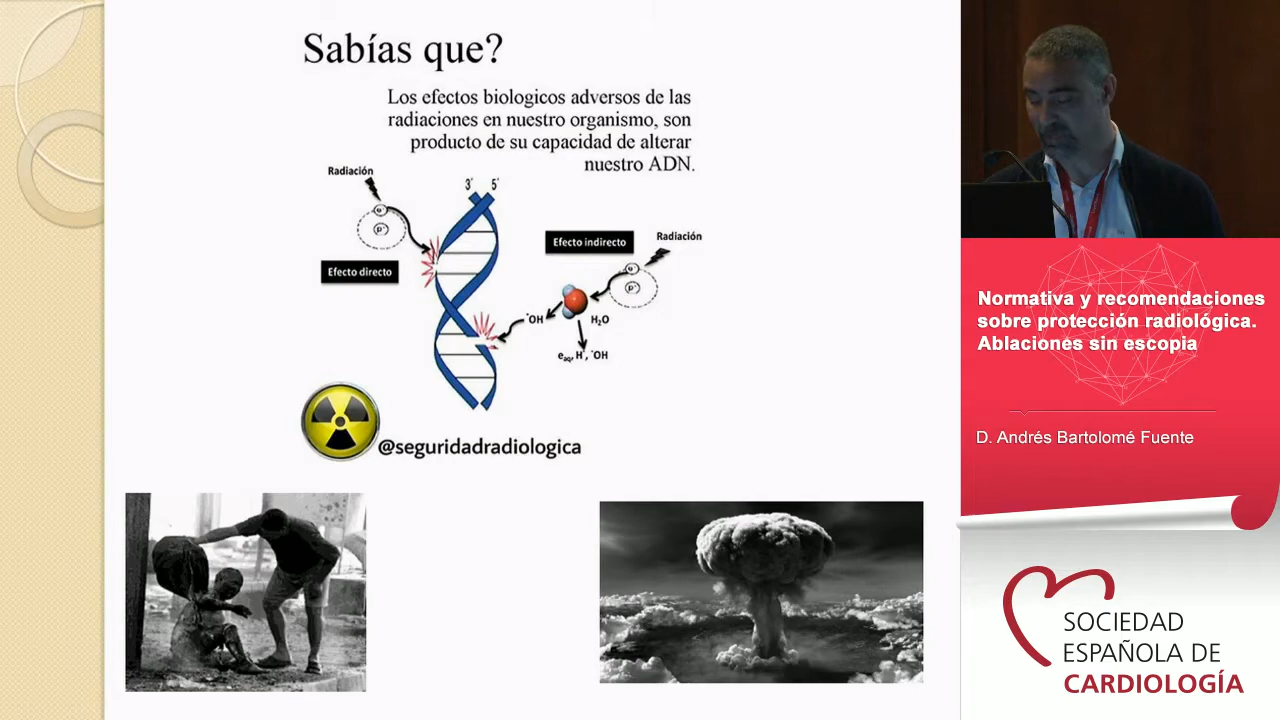 Sabías que?
Los efectos biologicos adversos de las
radiaciones en nuestro organismo, son
producto de su capacidad de alterar
nuestro ADN.
Radiación
3'
5'
e-
p+
Efecto directo
Efecto indirecto
Radiación
e-
p+
˙OH
H₂O
eaq, H˙, ˙OH
@seguridadradiologica
Normativa y recomendaciones
sobre protección radiológica.
Ablaciones sin escopia
D. Andrés Bartolomé Fuente
SOCIEDAD
ESPAÑOLA DE
CARDIOLOGÍA